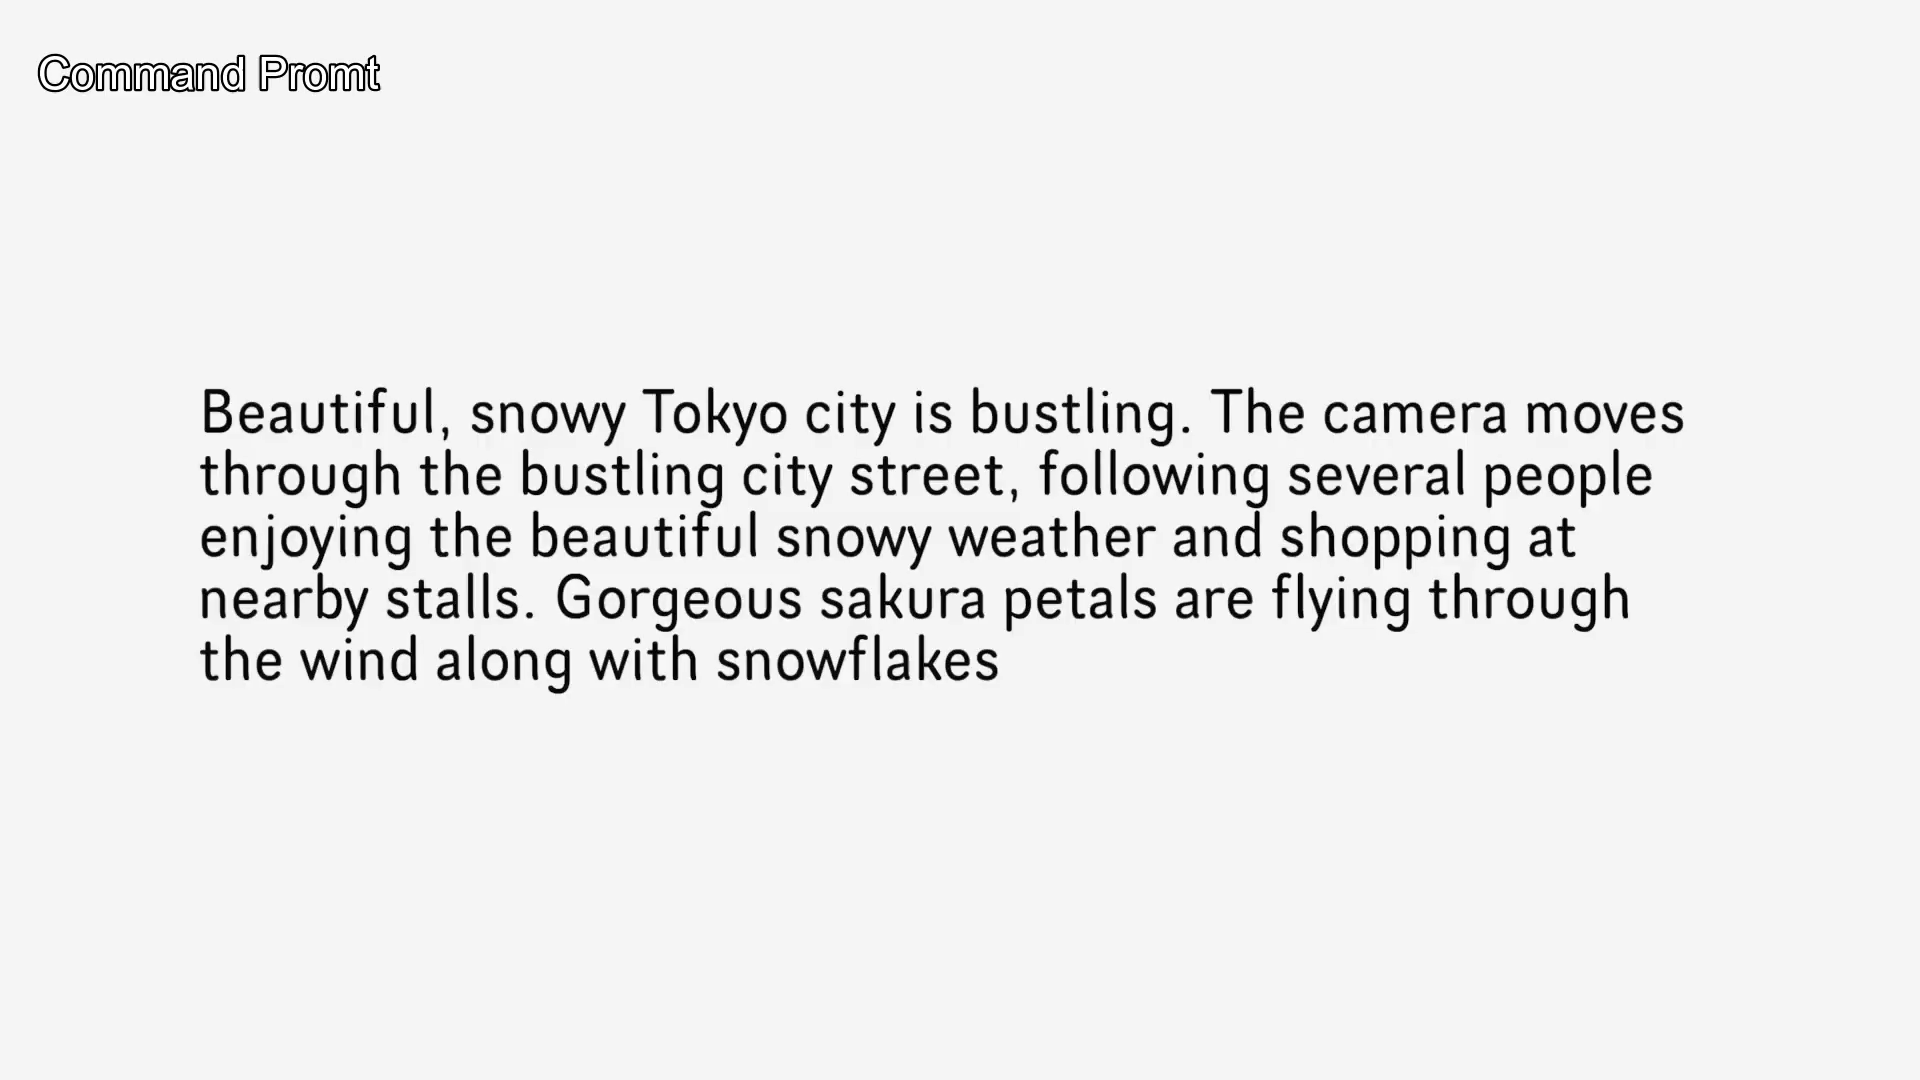 Command Promt
Beautiful, snowy Tokyo city is bustling. The camera moves
through the bustling city street, following several people
enjoying the beautiful snowy weather and shopping at
nearby stalls. Gorgeous sakura petals are flying through
the wind along with snowflakes